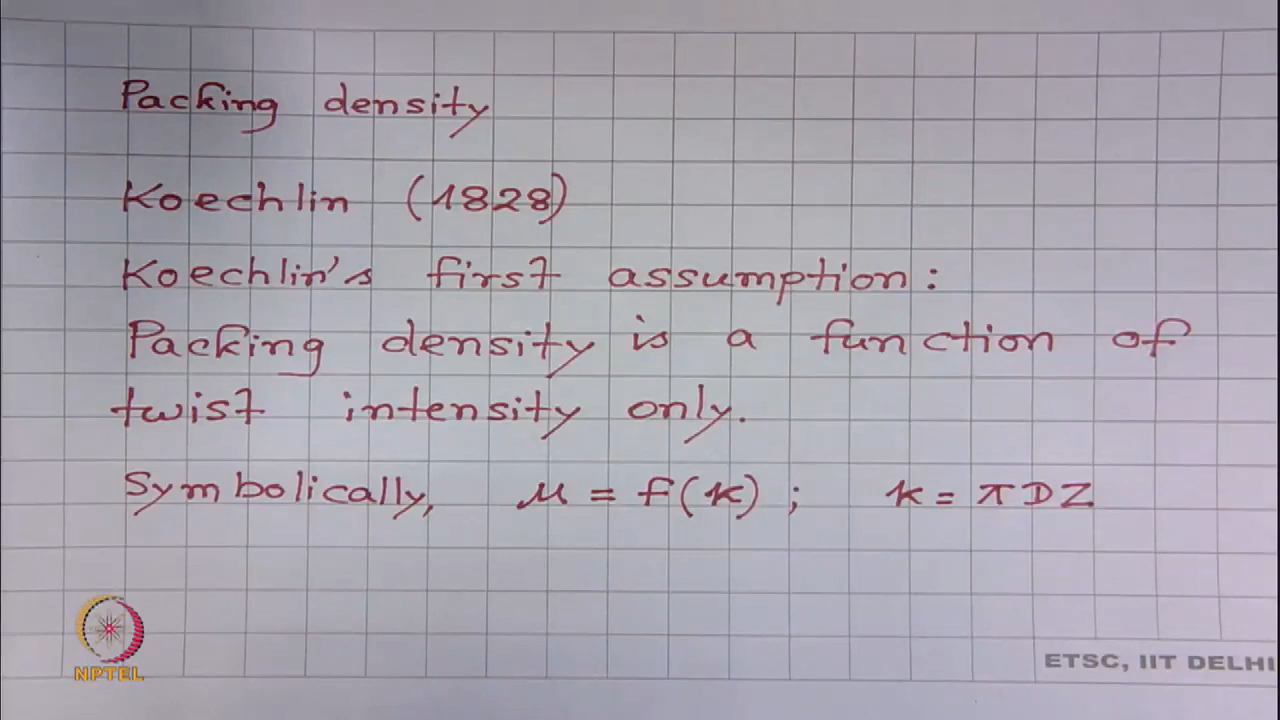 Packing density
Koechlin (1828)
Koechlin's first assumption:
Packing density is a function of
twist intensity only.
Symbolically, μ = f(κ) ; κ = πDZ
NPTEL
ETSC, IIT DELHI